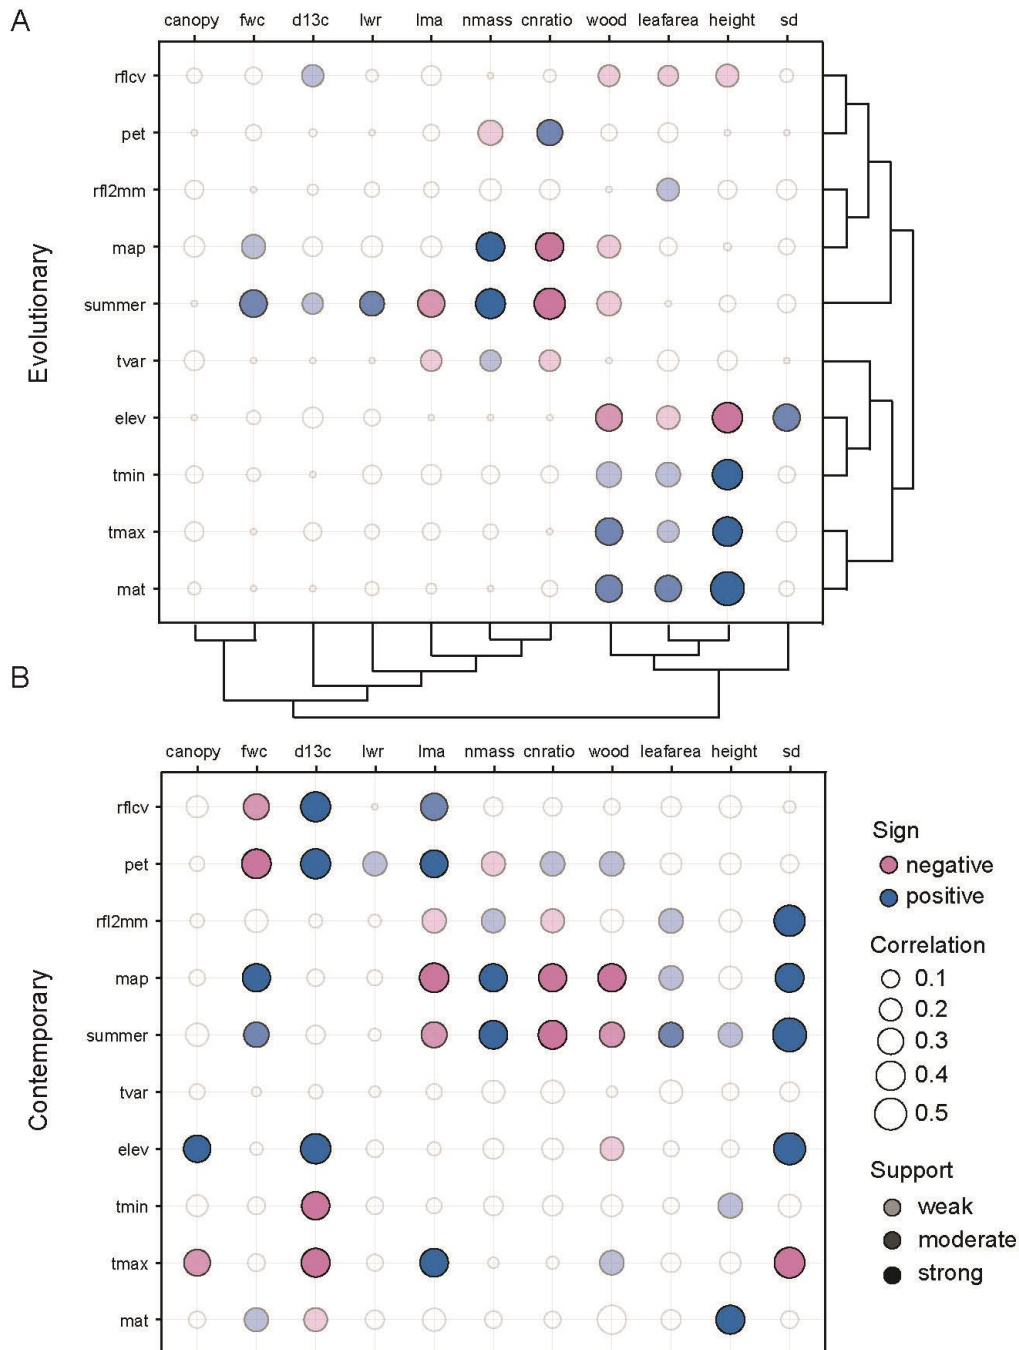 A
canopy fwc d13c lwr lma nmass cnratio wood leafarea height sd
Evolutionary
rflcv
pet
rfl2mm
map
summer
tvar
elev
tmin
tmax
mat
B
canopy fwc d13c lwr lma nmass cnratio wood leafarea height sd
Contemporary
rflcv
pet
rfl2mm
map
summer
tvar
elev
tmin
tmax
mat
Sign
negative
positive
Correlation
0.1
0.2
0.3
0.4
0.5
Support
weak
moderate
strong